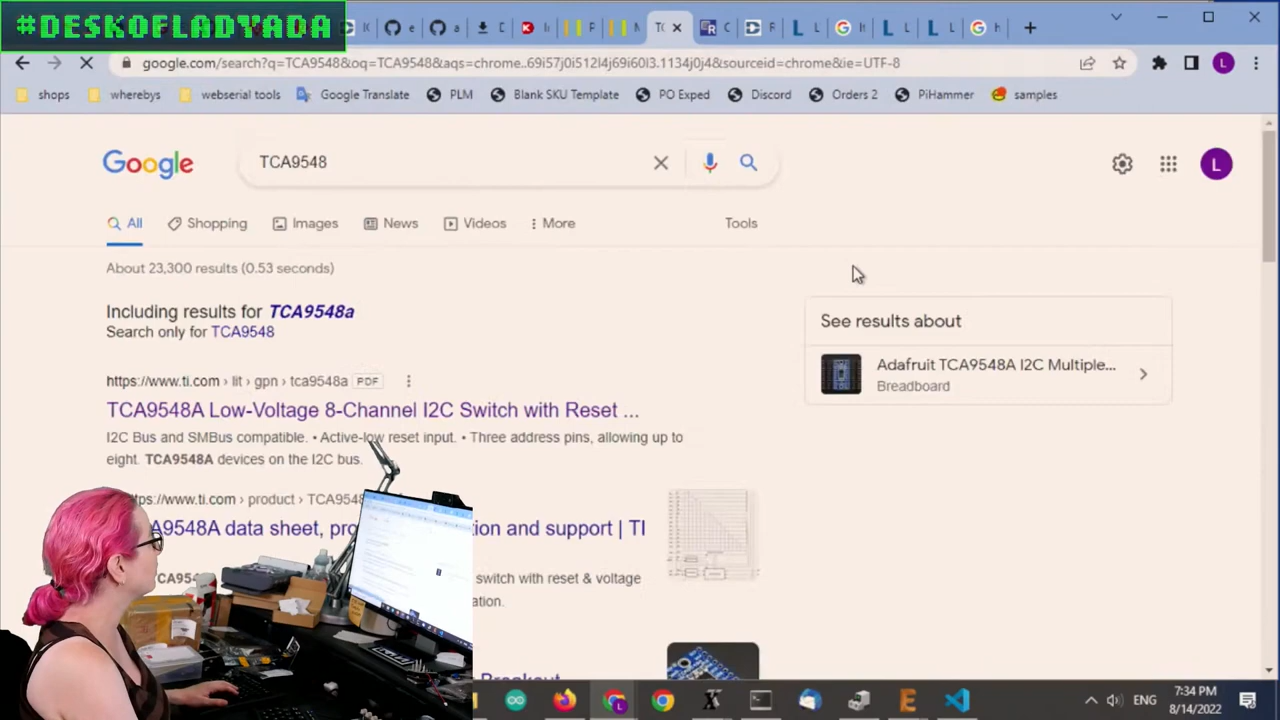 #DESKOFLADYADA
google.com/search?q=TCA9548&oq=TCA9548&aqs=chrome..69i57j0i512l4j69i60l3.1134j0j4&sourceid=chrome&ie=UTF-8
shops
wherebys
webserial tools
Google Translate
PLM
Blank SKU Template
PO Exped
Discord
Orders 2
PiHammer
samples
Google
TCA9548
L
All
Shopping
Images
News
Videos
More
Tools
About 23,300 results (0.53 seconds)
Including results for TCA9548a
Search only for TCA9548
See results about
Adafruit TCA9548A I2C Multiple...
Breadboard
https://www.ti.com › lit › gpn › tca9548a PDF
TCA9548A Low-Voltage 8-Channel I2C Switch with Reset ...
I2C Bus and SMBus compatible. • Active-low reset input. • Three address pins, allowing up to
eight. TCA9548A devices on the I2C bus.
ttps://www.ti.com › product › TCA954
A9548A data sheet, pro tion and support | TI
switch with reset & voltage
ation.
ENG
7:34 PM
8/14/2022